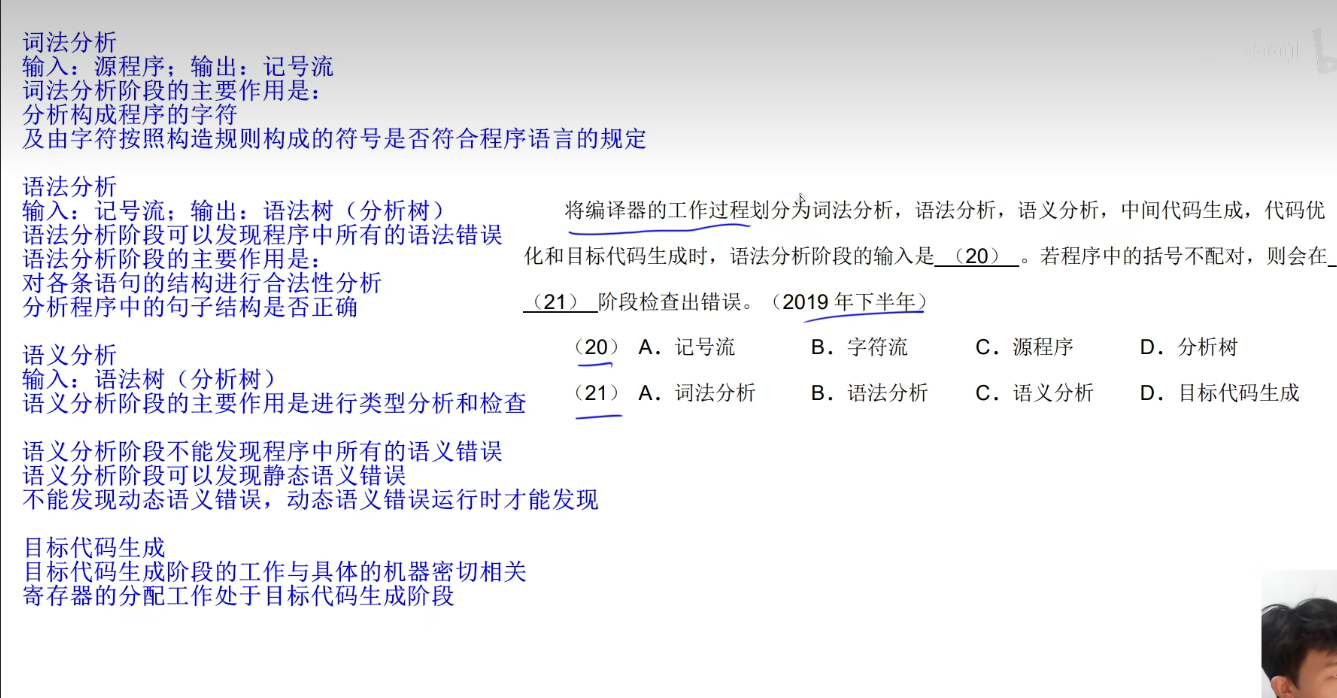 词法分析
输入：源程序；输出：记号流
词法分析阶段的主要作用是：
分析构成程序的字符
及由字符按照构造规则构成的符号是否符合程序语言的规定
语法分析
输入：记号流；输出：语法树（分析树）
语法分析阶段可以发现程序中所有的语法错误
语法分析阶段的主要作用是：
对各条语句的结构进行合法性分析
分析程序中的句子结构是否正确
语义分析
输入：语法树（分析树）
语义分析阶段的主要作用是进行类型分析和检查
语义分析阶段不能发现程序中所有的语义错误
语义分析阶段可以发现静态语义错误
不能发现动态语义错误，动态语义错误运行时才能发现
目标代码生成
目标代码生成阶段的工作与具体的机器密切相关
寄存器的分配工作处于目标代码生成阶段
将编译器的工作过程划分为词法分析，语法分析，语义分析，中间代码生成，代码优
化和目标代码生成时，语法分析阶段的输入是（20）。若程序中的括号不配对，则会在
（21）阶段检查出错误。（2019 年下半年）
（20） A．记号流 B．字符流 C．源程序 D．分析树
（21） A．词法分析 B．语法分析 C．语义分析 D．目标代码生成